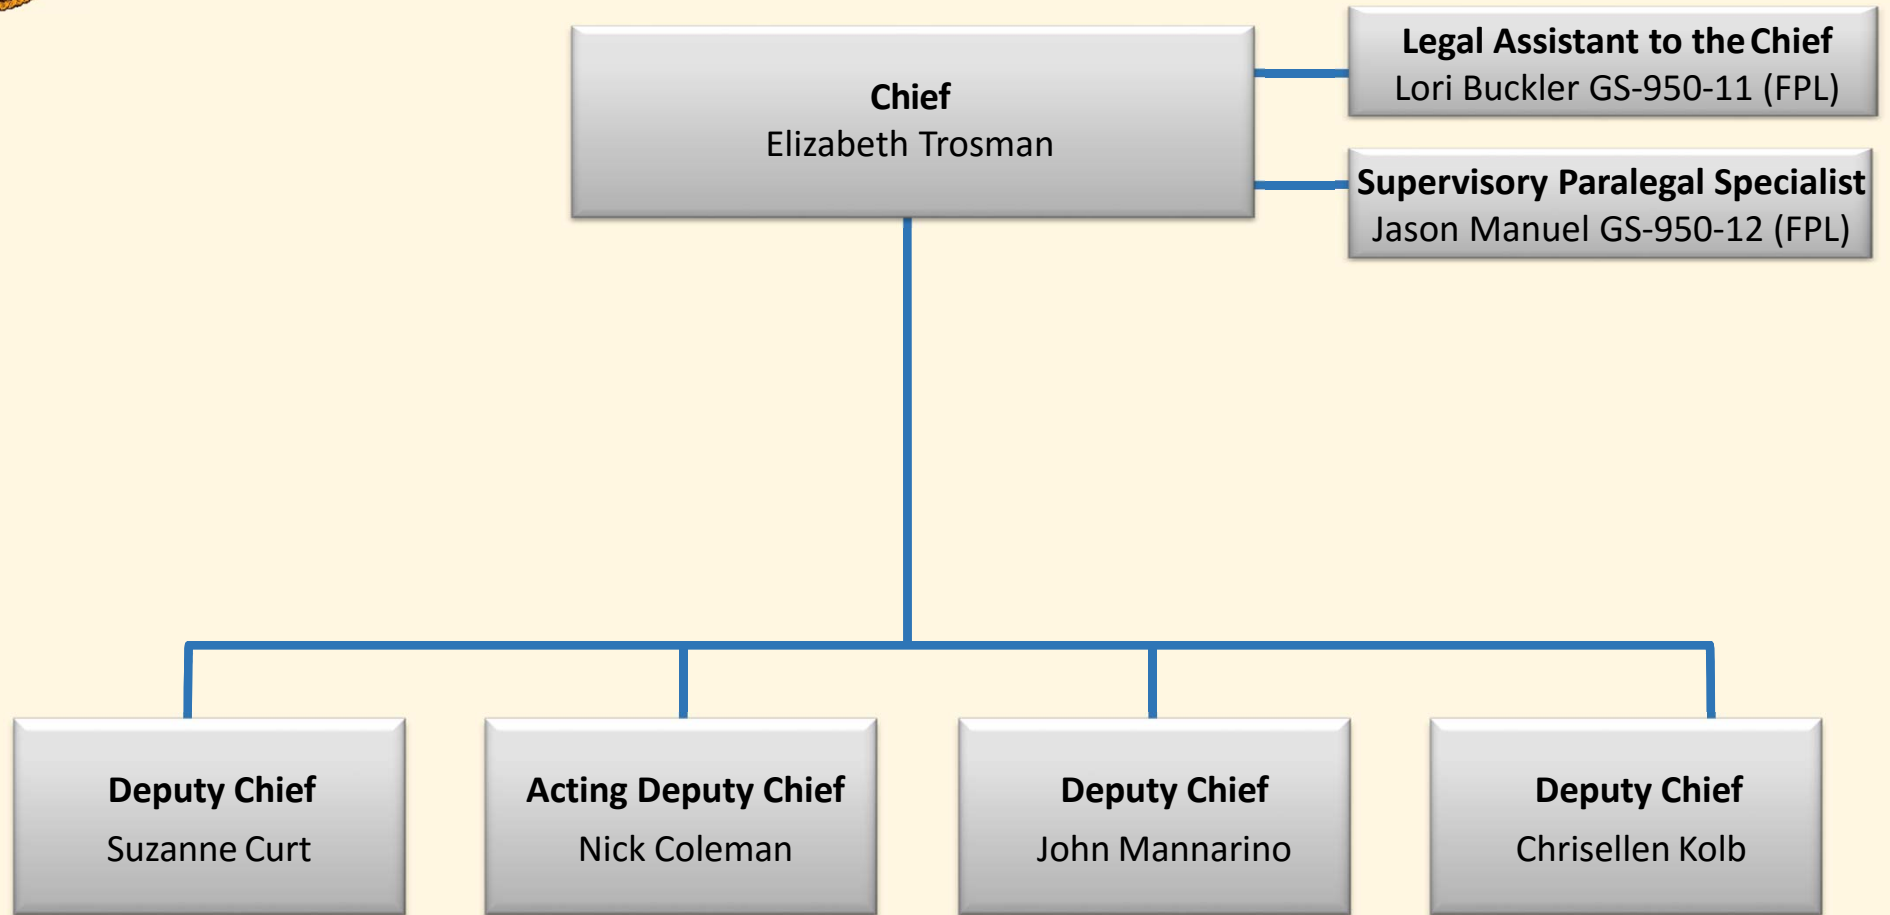 Chief
Elizabeth Trosman
Legal Assistant to the Chief
Lori Buckler GS-950-11 (FPL)
Supervisory Paralegal Specialist
Jason Manuel GS-950-12 (FPL)
Deputy Chief
Suzanne Curt
Acting Deputy Chief
Nick Coleman
Deputy Chief
John Mannarino
Deputy Chief
Chrisellen Kolb